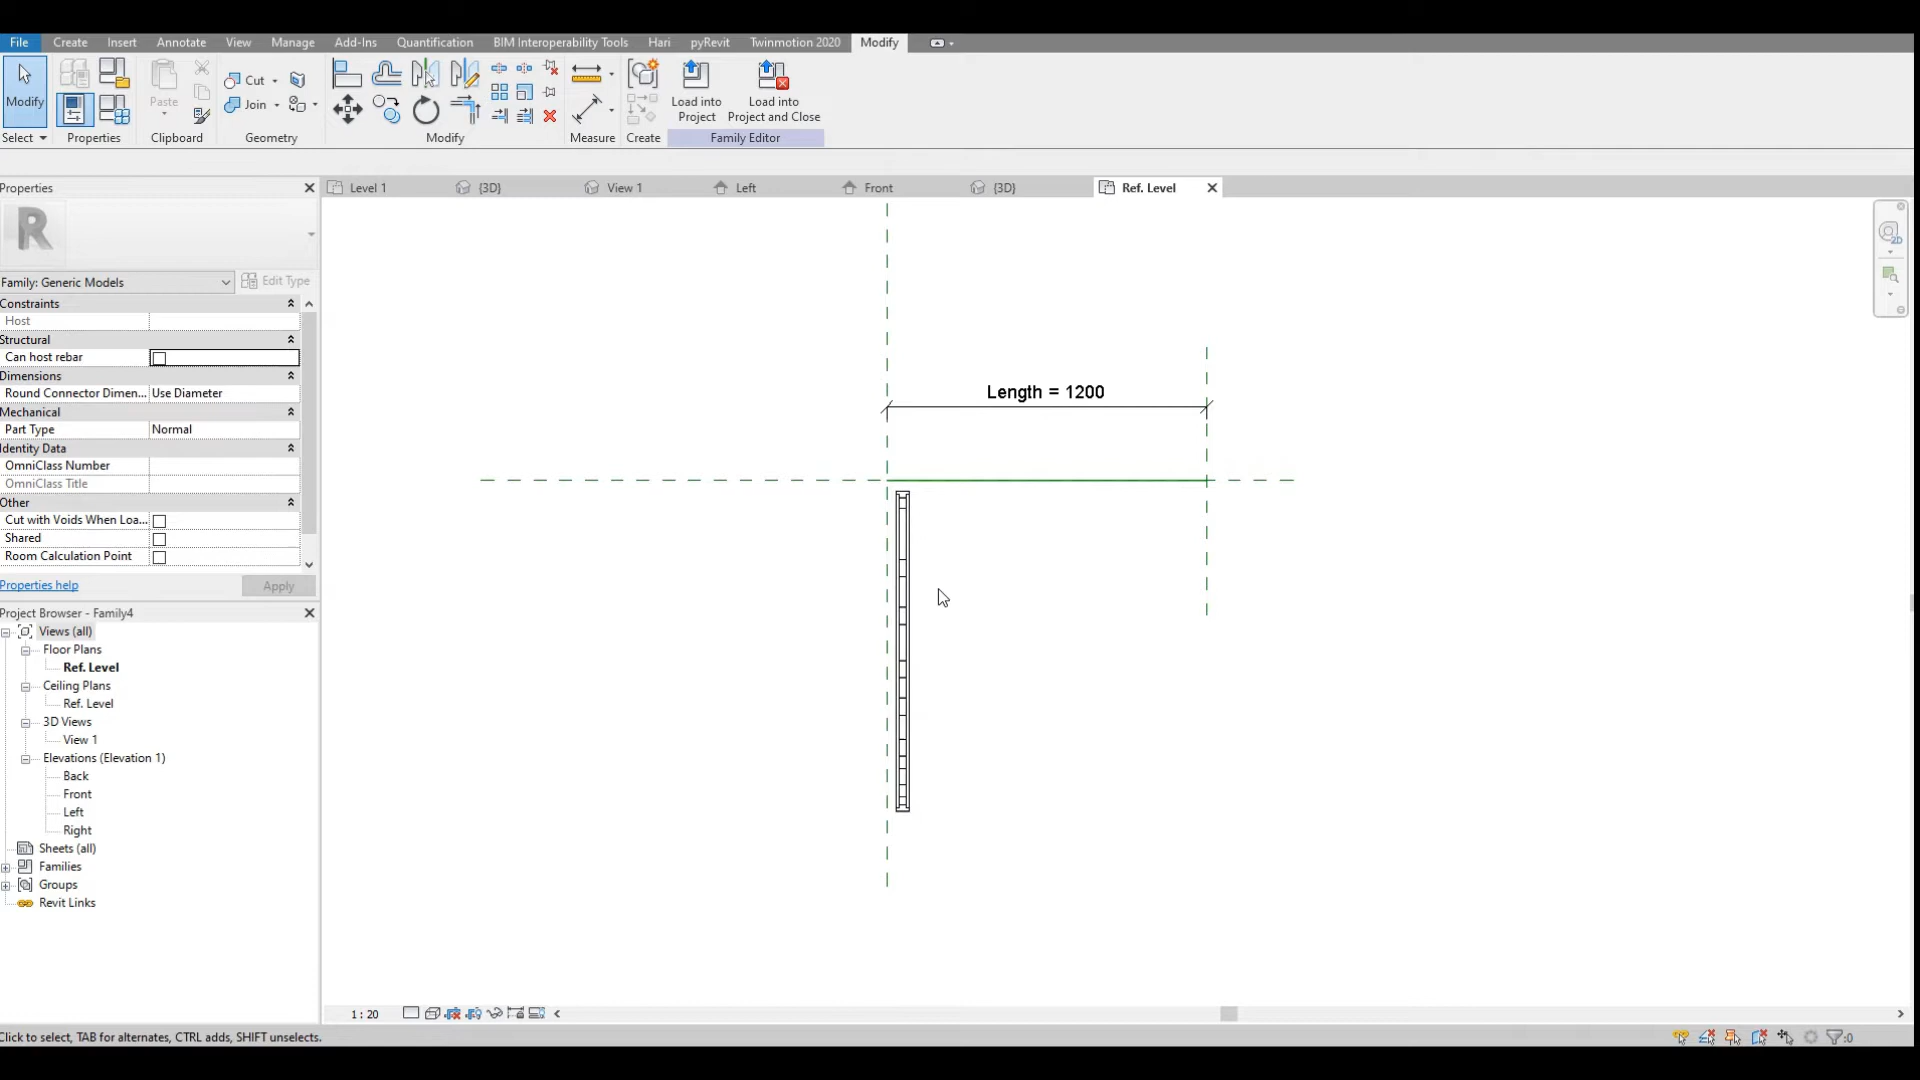 File Create Insert Annotate View Manage Add-Ins Quantification BIM Interoperability Tools Hari pyRevit Twinmotion 2020 Modify
Modify
Paste
Cut
Join
Load into Project
Load into Project and Close
Select Properties Clipboard Geometry Modify Measure Create Family Editor
Properties
Level 1 {3D} View 1 Left Front {3D} Ref. Level
R
Family: Generic Models Edit Type
Constraints
Host
Structural
Can host rebar
Dimensions
Round Connector Dimen... Use Diameter
Mechanical
Part Type Normal
Identity Data
OmniClass Number
OmniClass Title
Other
Cut with Voids When Loa...
Shared
Room Calculation Point
Properties help Apply
Project Browser - Family4
Views (all)
Floor Plans
Ref. Level
Ceiling Plans
Ref. Level
3D Views
View 1
Elevations (Elevation 1)
Back
Front
Left
Right
Sheets (all)
Families
Groups
Revit Links
Length = 1200
2D
1 : 20
Click to select, TAB for alternates, CTRL adds, SHIFT unselects.
:0